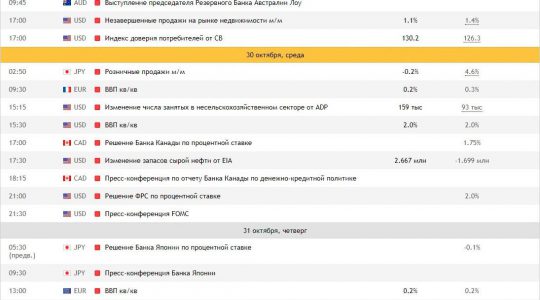 09:45 AUD Выступление председателя Резервного Банка Австралии Лоу
17:00 USD Незавершенные продажи на рынке недвижимости м/м 1.1% 1.4%
17:00 USD Индекс доверия потребителей от CB 130.2 126.3
30 октября, среда
02:50 JPY Розничные продажи м/м -0.2% 4.6%
09:30 EUR ВВП кв/кв 0.2% 0.3%
15:15 USD Изменение числа занятых в несельскохозяйственном секторе от ADP 159 тыс 93 тыс
15:30 USD ВВП кв/кв 2.0% 2.0%
17:00 CAD Решение Банка Канады по процентной ставке 1.75%
17:30 USD Изменение запасов сырой нефти от EIA 2.667 млн -1.699 млн
18:15 CAD Пресс-конференция по отчету Банка Канады по денежно-кредитной политике
21:00 USD Решение ФРС по процентной ставке 2.0%
21:30 USD Пресс-конференция FOMC
31 октября, четверг
05:30 JPY Решение Банка Японии по процентной ставке -0.1%
(предв.)
09:30 JPY Пресс-конференция Банка Японии
13:00 EUR ВВП кв/кв 0.2% 0.2%